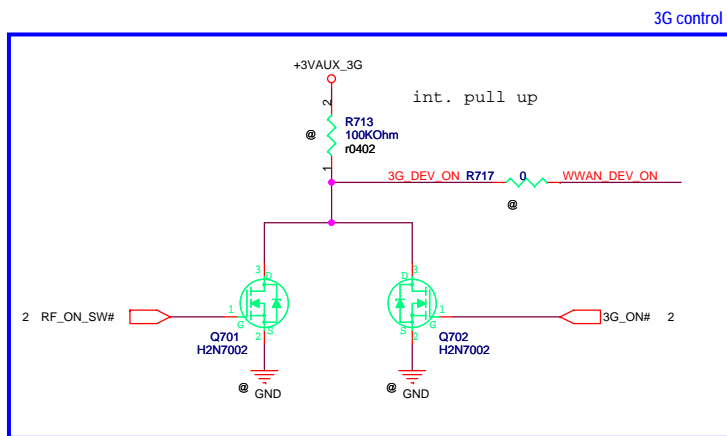 3G control
+3VAUX_3G
int. pull up
2
R713
@
100KOhm
r0402
1
3G_DEV_ON R717 0 WWAN_DEV_ON
@
3 D
3 D
2 RF_ON_SW# 1
G
S
2
1
G
S
2
3G_ON# 2
Q701
H2N7002
Q702
H2N7002
@ GND
@ GND